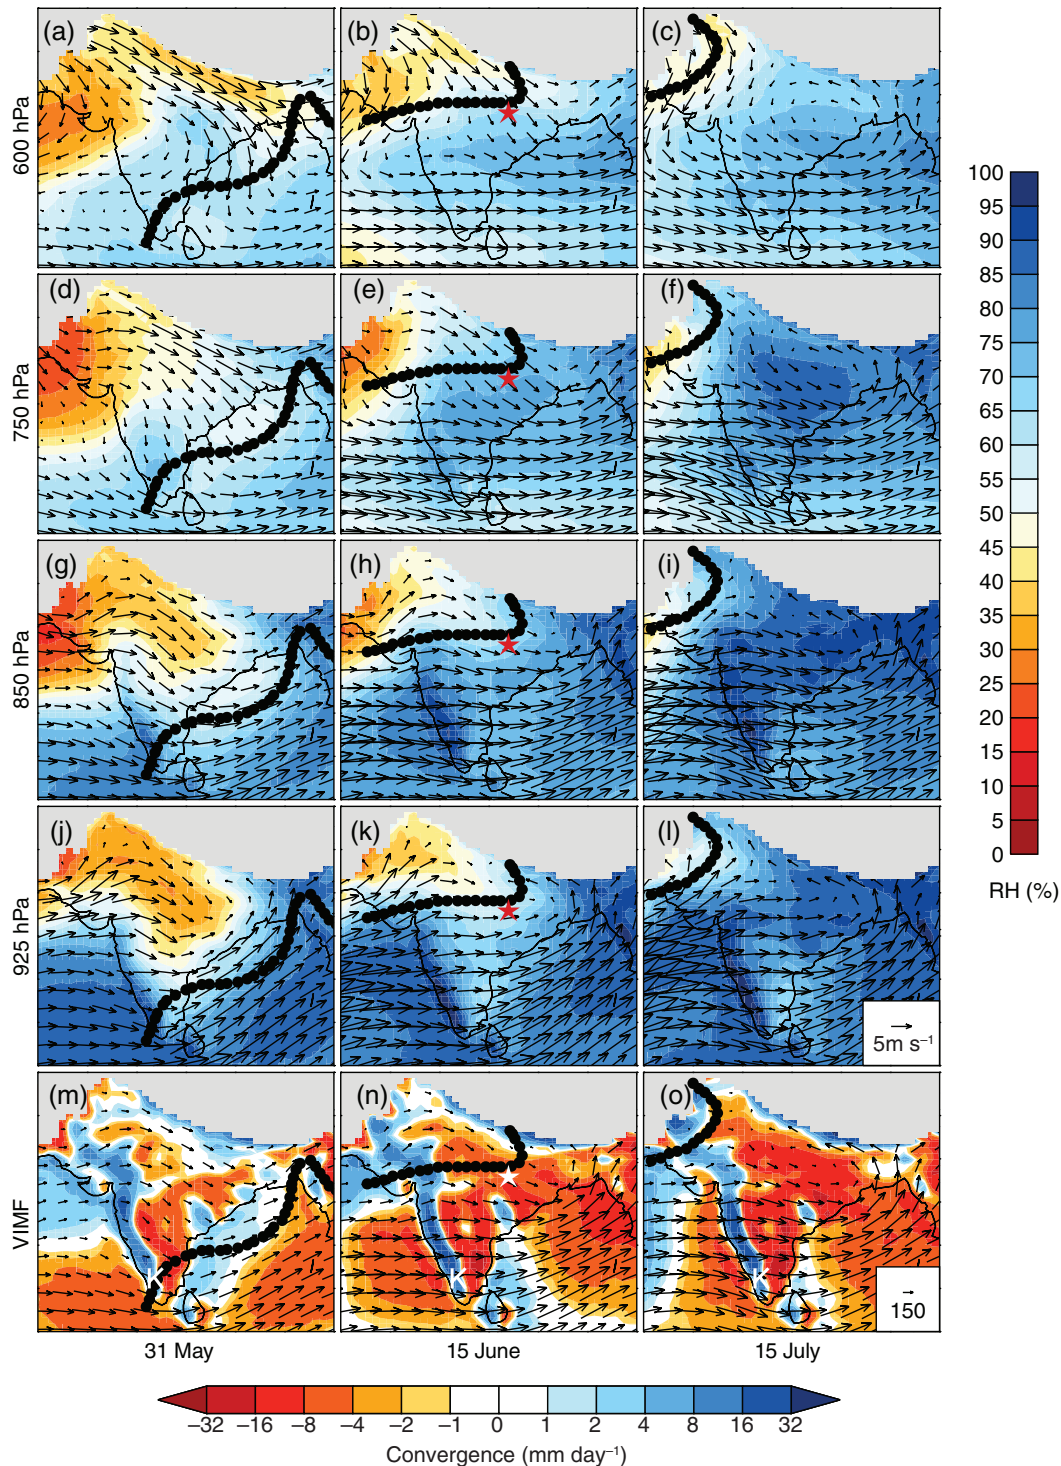 (a) (b) (c)
600 hPa
(d) (e) (f)
750 hPa
(g) (h) (i)
850 hPa
(j) (k) (l)
925 hPa
5m s⁻¹
(m) (n) (o)
VIMF
K K K
150
31 May 15 June 15 July
100
95
90
85
80
75
70
65
60
55
50
45
40
35
30
25
20
15
10
5
0
RH (%)
−32 −16 −8 −4 −2 −1 0 1 2 4 8 16 32
Convergence (mm day⁻¹)